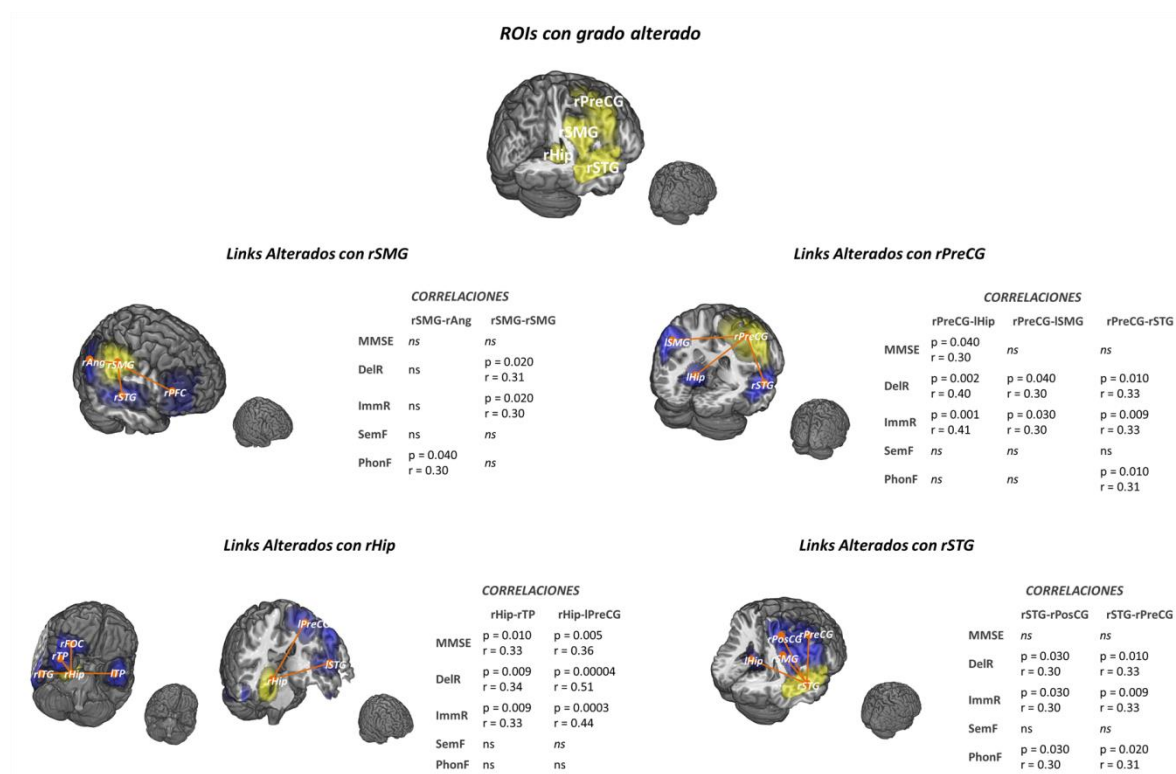 ROIs con grado alterado
rPreCG
rSMG
rHip
rSTG
Links Alterados con rSMG
rAng
rSMG
rSTG
rPFC
CORRELACIONES
rSMG-rAng rSMG-rSMG
MMSE ns ns
DelR ns p = 0.020 r = 0.31
ImmR ns p = 0.020 r = 0.30
SemF ns ns
PhonF p = 0.040 r = 0.30 ns
Links Alterados con rPreCG
lSMG
rPreCG
lHip
rSTG
CORRELACIONES
rPreCG-lHip rPreCG-lSMG rPreCG-rSTG
MMSE p = 0.040 r = 0.30 ns ns
DelR p = 0.002 r = 0.40 p = 0.040 r = 0.30 p = 0.010 r = 0.33
ImmR p = 0.001 r = 0.41 p = 0.030 r = 0.30 p = 0.009 r = 0.33
SemF ns ns ns
PhonF ns ns p = 0.010 r = 0.31
Links Alterados con rHip
rFOC
rTP
rITG
rHip
lTP
lPreCG
lSTG
rHip
CORRELACIONES
rHip-rTP rHip-lPreCG
MMSE p = 0.010 r = 0.33 p = 0.005 r = 0.36
DelR p = 0.009 r = 0.34 p = 0.00004 r = 0.51
ImmR p = 0.009 r = 0.33 p = 0.0003 r = 0.44
SemF ns ns
PhonF ns ns
Links Alterados con rSTG
rPosCG
rPreCG
lHip
rSMG
rSTG
CORRELACIONES
rSTG-rPosCG rSTG-rPreCG
MMSE ns ns
DelR p = 0.030 r = 0.30 p = 0.010 r = 0.33
ImmR p = 0.030 r = 0.30 p = 0.009 r = 0.33
SemF ns ns
PhonF p = 0.030 r = 0.30 p = 0.020 r = 0.31